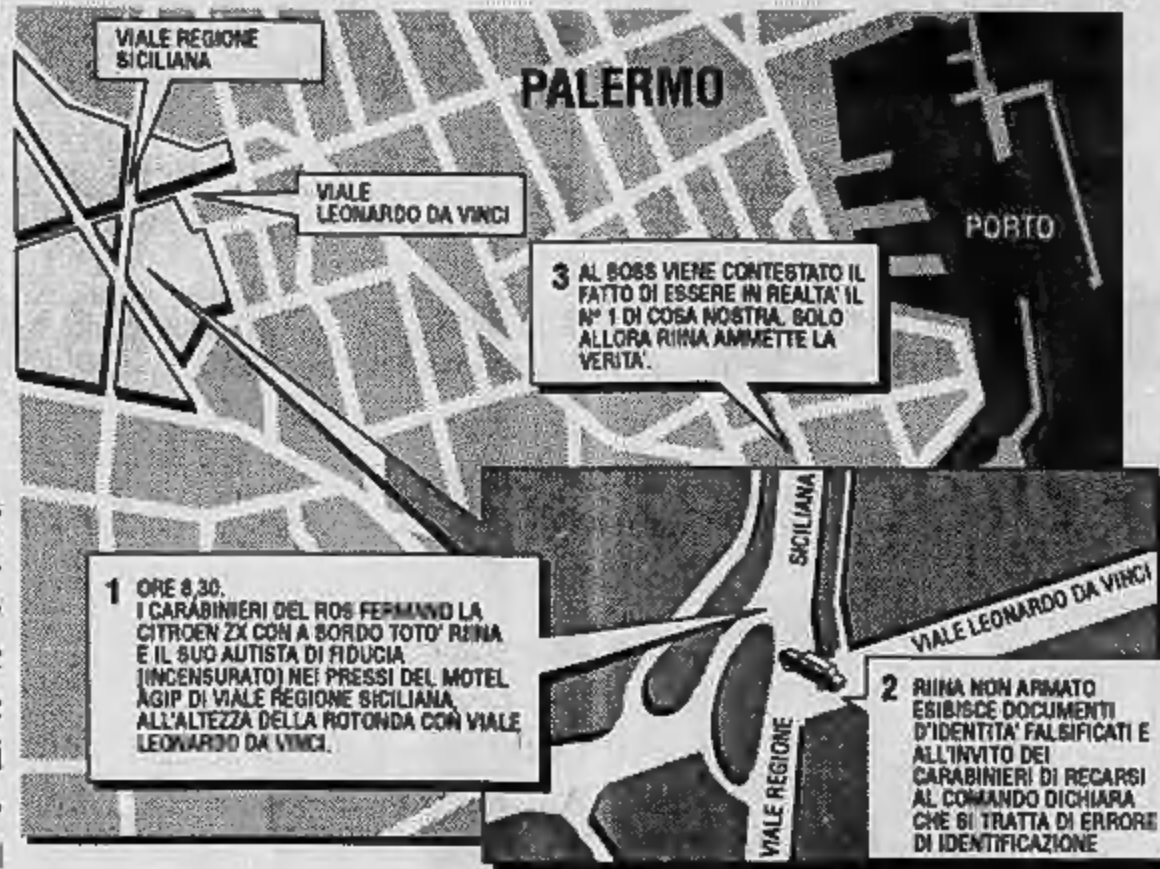 VIALE REGIONE
SICILIANA
PALERMO
VIALE
LEONARDO DA VINCI
PORTO
3 AL BOSS VIENE CONTESTATO IL
FATTO DI ESSERE IN REALTA' IL
N° 1 DI COSA NOSTRA. SOLO
ALLORA RIINA AMMETTE LA
VERITA'.
1 ORE 8,30.
I CARABINIERI DEL ROS FERMANO LA
CITROEN ZX CON A BORDO TOTO' RIINA
E IL SUO AUTISTA DI FIDUCIA
[INCENSURATO] NEI PRESSI DEL MOTEL
AGIP DI VIALE REGIONE SICILIANA,
ALL'ALTEZZA DELLA ROTONDA CON VIALE
LEONARDO DA VINCI.
SICILIANA
VIALE LEONARDO DA VINCI
VIALE REGIONE
2 RIINA NON ARMATO
ESIBISCE DOCUMENTI
D'IDENTITA' FALSIFICATI E
ALL'INVITO DEI
CARABINIERI DI RECARSI
AL COMANDO DICHIARA
CHE SI TRATTA DI ERRORE
DI IDENTIFICAZIONE